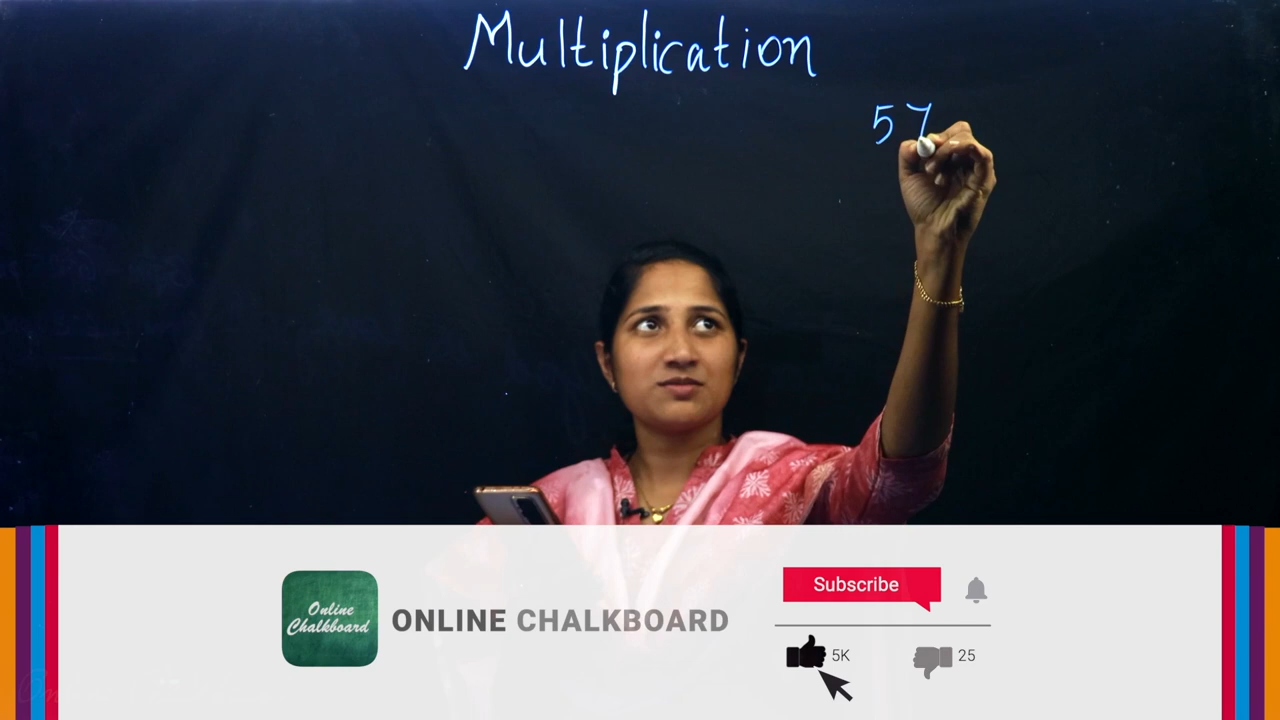 Multiplication
57
Online
Chalkboard
ONLINE CHALKBOARD
Subscribe
5K
25